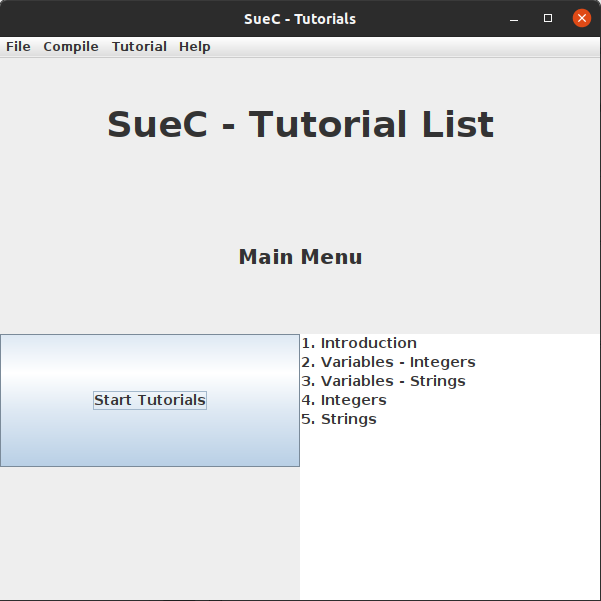 SueC - Tutorials
File Compile Tutorial Help
SueC - Tutorial List
Main Menu
Start Tutorials
1. Introduction
2. Variables - Integers
3. Variables - Strings
4. Integers
5. Strings